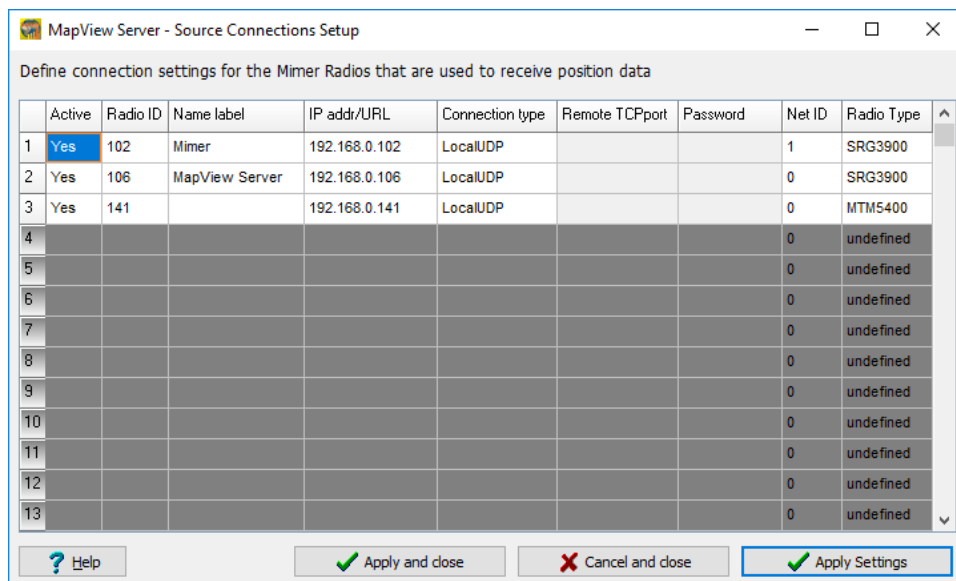 MapView Server - Source Connections Setup
Define connection settings for the Mimer Radios that are used to receive position data
Active Radio ID Name label IP addr/URL Connection type Remote TCPport Password Net ID Radio Type
1 Yes 102 Mimer 192.168.0.102 LocalUDP 1 SRG3900
2 Yes 106 MapView Server 192.168.0.106 LocalUDP 0 SRG3900
3 Yes 141 192.168.0.141 LocalUDP 0 MTM5400
4 0 undefined
5 0 undefined
6 0 undefined
7 0 undefined
8 0 undefined
9 0 undefined
10 0 undefined
11 0 undefined
12 0 undefined
13 0 undefined
? Help Apply and close Cancel and close Apply Settings